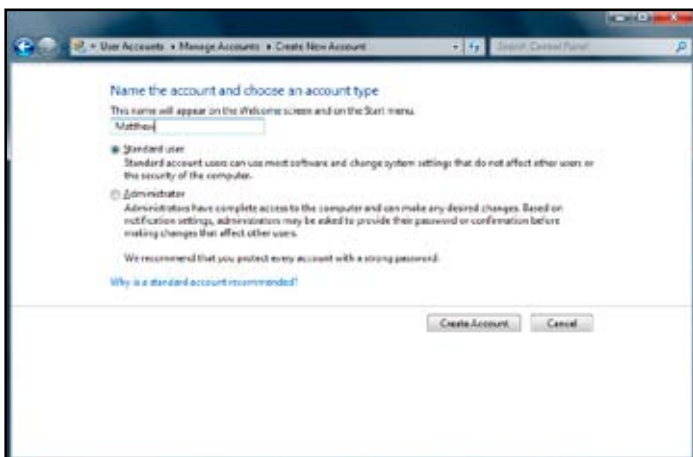 User Accounts Manage Accounts Create New Account
Search Control Panel
Name the account and choose an account type
This name will appear on the Welcome screen and on the Start menu.
Matthew
Standard user
Standard account users can use most software and change system settings that do not affect other users or
the security of the computer.
Administrator
Administrators have complete access to the computer and can make any desired changes. Based on
notification settings, administrators may be asked to provide their password or confirmation before
making changes that affect other users.
We recommend that you protect every account with a strong password.
Why is a standard account recommended?
Create Account Cancel